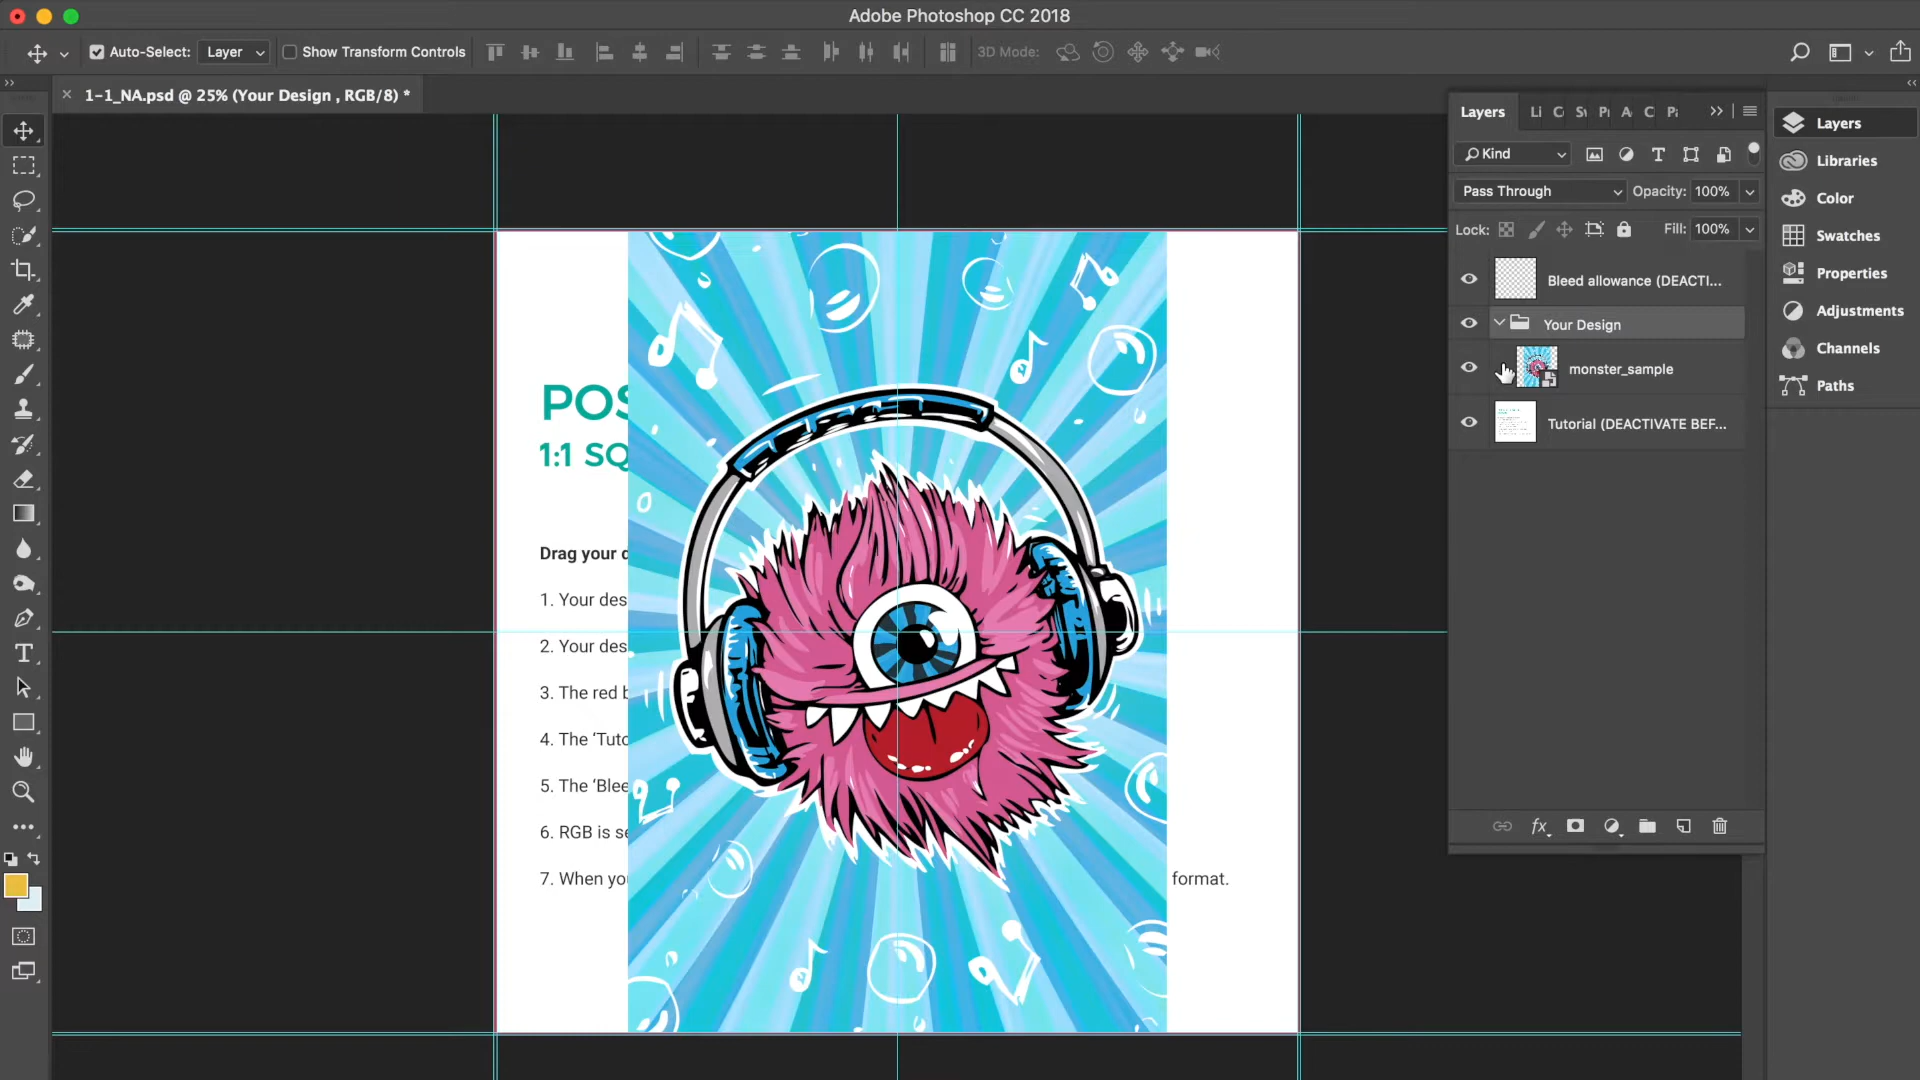 Adobe Photoshop CC 2018
Auto-Select: Layer Show Transform Controls 3D Mode:
1-1_NA.psd @ 25% (Your Design , RGB/8) *
Layers Li
Kind
Pass Through Opacity: 100%
Lock: Fill: 100%
Bleed allowance (DEACTI...
Your Design
monster_sample
Tutorial (DEACTIVATE BEF...
fx
Layers
Libraries
Color
Swatches
Properties
Adjustments
Channels
Paths
POS
1:1 SQ
Drag your d
1. Your des
2. Your des
3. The red b
4. The ‘Tuto
5. The ‘Blee
6. RGB is se
7. When you format.